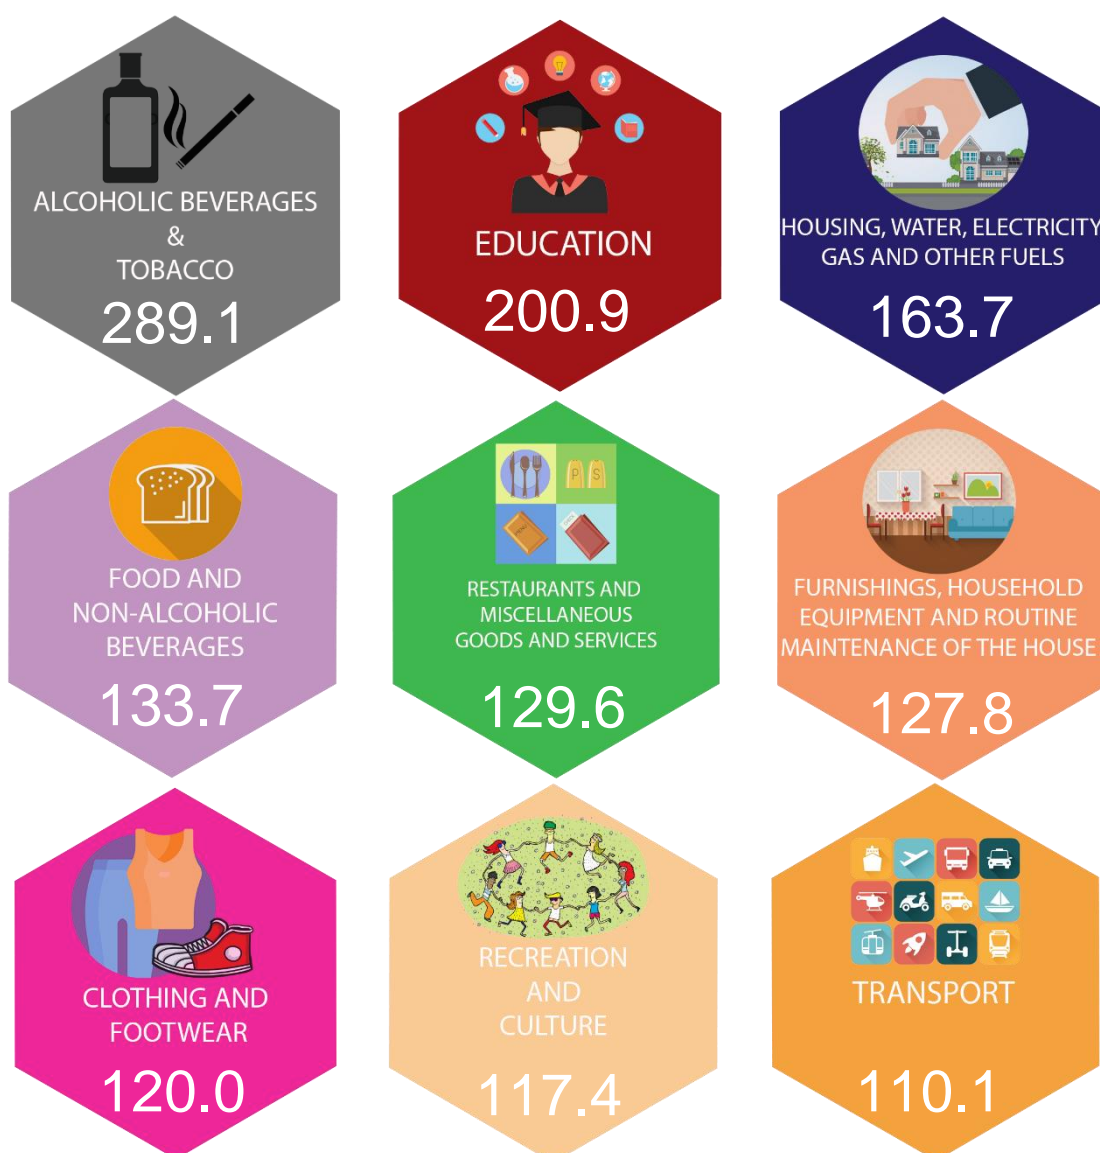 ALCOHOLIC BEVERAGES
&
TOBACCO
289.1
EDUCATION
200.9
HOUSING, WATER, ELECTRICITY
GAS AND OTHER FUELS
163.7
FOOD AND
NON-ALCOHOLIC
BEVERAGES
133.7
P S
RESTAURANTS AND
MISCELLANEOUS
GOODS AND SERVICES
129.6
FURNISHINGS, HOUSEHOLD
EQUIPMENT AND ROUTINE
MAINTENANCE OF THE HOUSE
127.8
CLOTHING AND
FOOTWEAR
120.0
RECREATION
AND
CULTURE
117.4
TRANSPORT
110.1